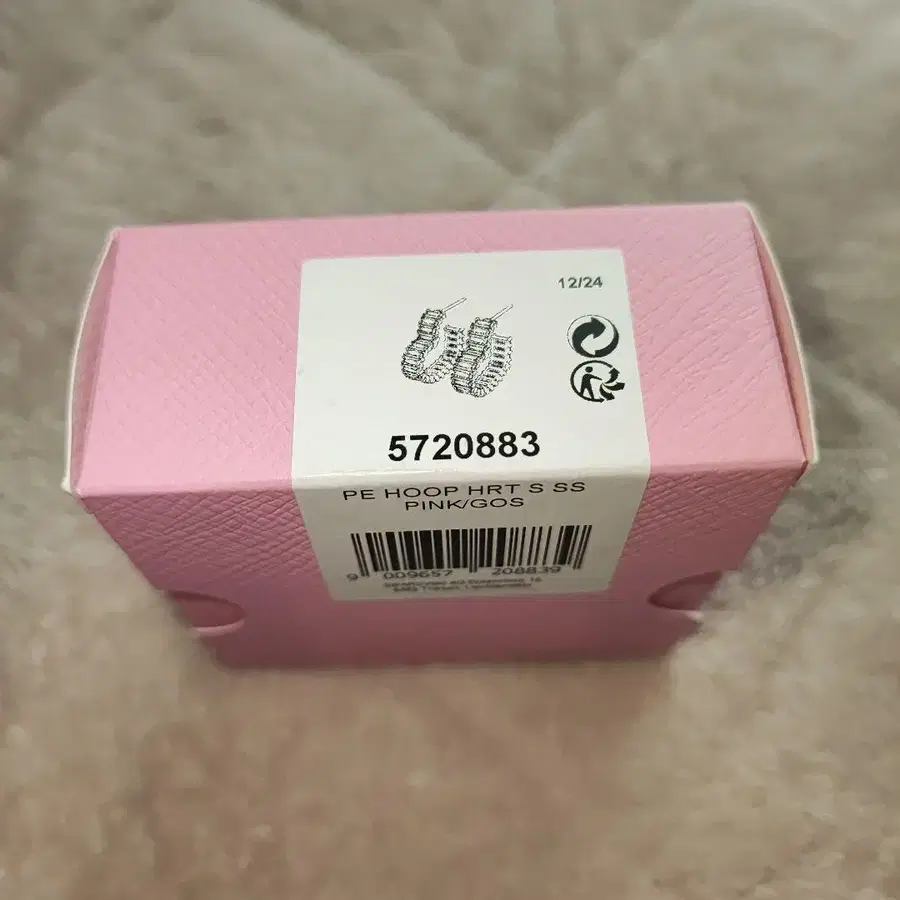 12/24
5720883
PE HOOP HRT S SS
PINK/GOS
9 009657 208839